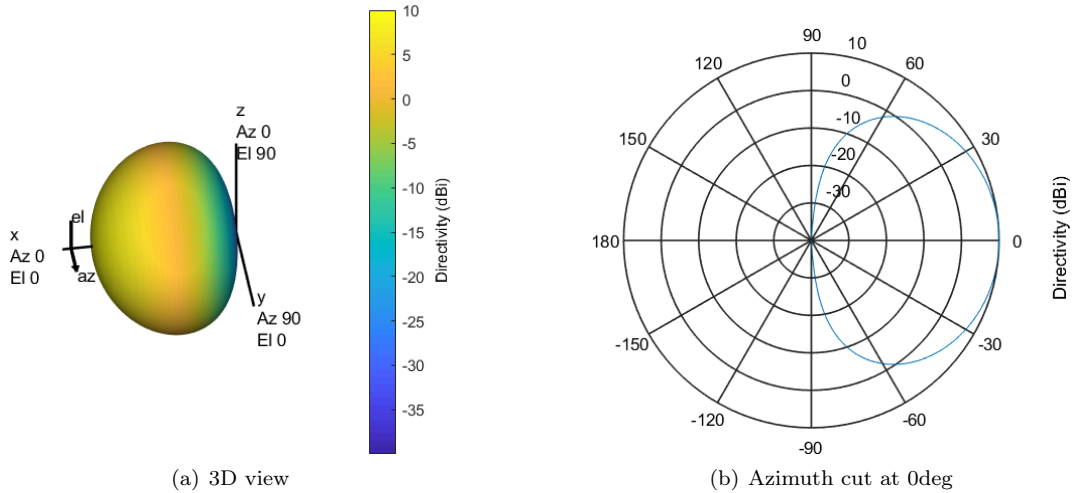 z
Az 0
El 90
el
x
Az 0
El 0
az
y
Az 90
El 0
10
5
0
-5
-10
-15
-20
-25
-30
-35
Directivity (dBi)
90
10
120
60
0
-10
150
30
-20
-30
180
0
-150
-30
-120
-60
-90
Directivity (dBi)
(a) 3D view
(b) Azimuth cut at 0deg